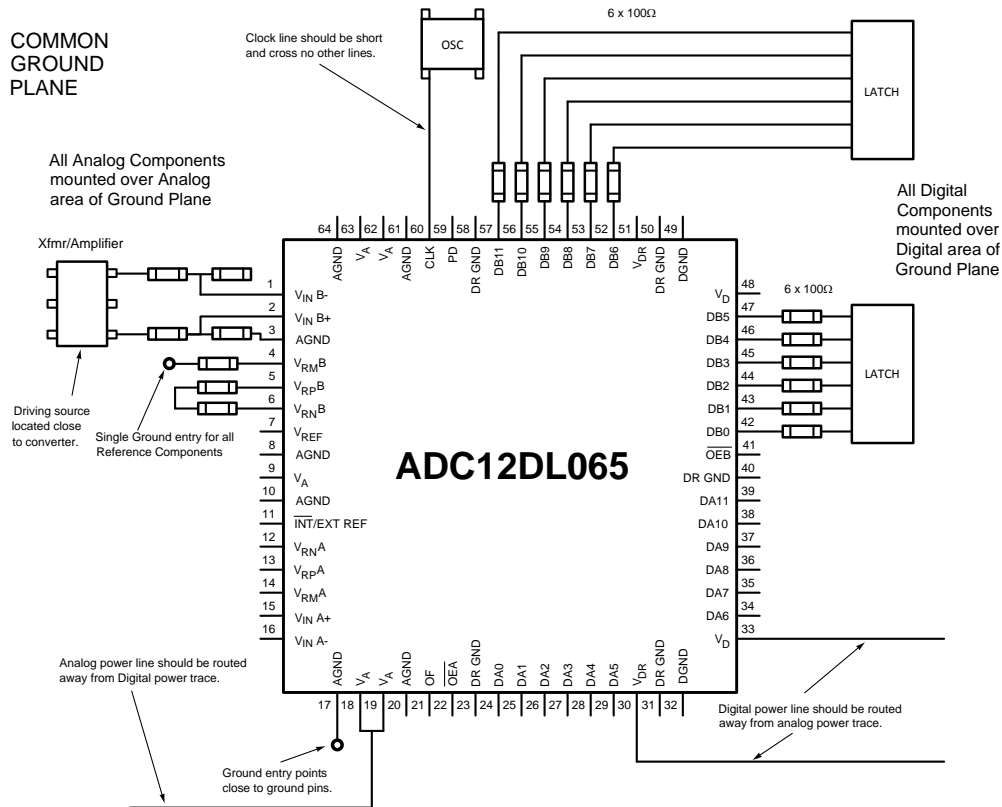 COMMON
GROUND
PLANE
Clock line should be short
and cross no other lines.
OSC
6 x 100Ω
LATCH
All Analog Components
mounted over Analog
area of Ground Plane
All Digital
Components
mounted over
Digital area of
Ground Plane
Xfmr/Amplifier
Driving source
located close
to converter.
Single Ground entry for all
Reference Components
64 63 62 61 60 59 58 57 56 55 54 53 52 51 50 49
AGND
VA
VA
AGND
CLK
PD
DR GND
DB11
DB10
DB9
DB8
DB7
DB6
VDR
DR GND
DGND
1 VIN B-
2 VIN B+
3 AGND
4 VRMB
5 VRPB
6 VRNB
7 VREF
8 AGND
9 VA
10 AGND
11 INT/EXT REF
12 VRNA
13 VRPA
14 VRMA
15 VIN A+
16 VIN A-
ADC12DL065
VD 48
DB5 47
DB4 46
DB3 45
DB2 44
DB1 43
DB0 42
OEB 41
DR GND 40
DA11 39
DA10 38
DA9 37
DA8 36
DA7 35
DA6 34
VD 33
6 x 100Ω
LATCH
AGND
VA
VA
AGND
OF
OEA
DR GND
DA0
DA1
DA2
DA3
DA4
DA5
VDR
DR GND
DGND
17 18 19 20 21 22 23 24 25 26 27 28 29 30 31 32
Analog power line should be routed
away from Digital power trace.
Ground entry points
close to ground pins.
Digital power line should be routed
away from analog power trace.